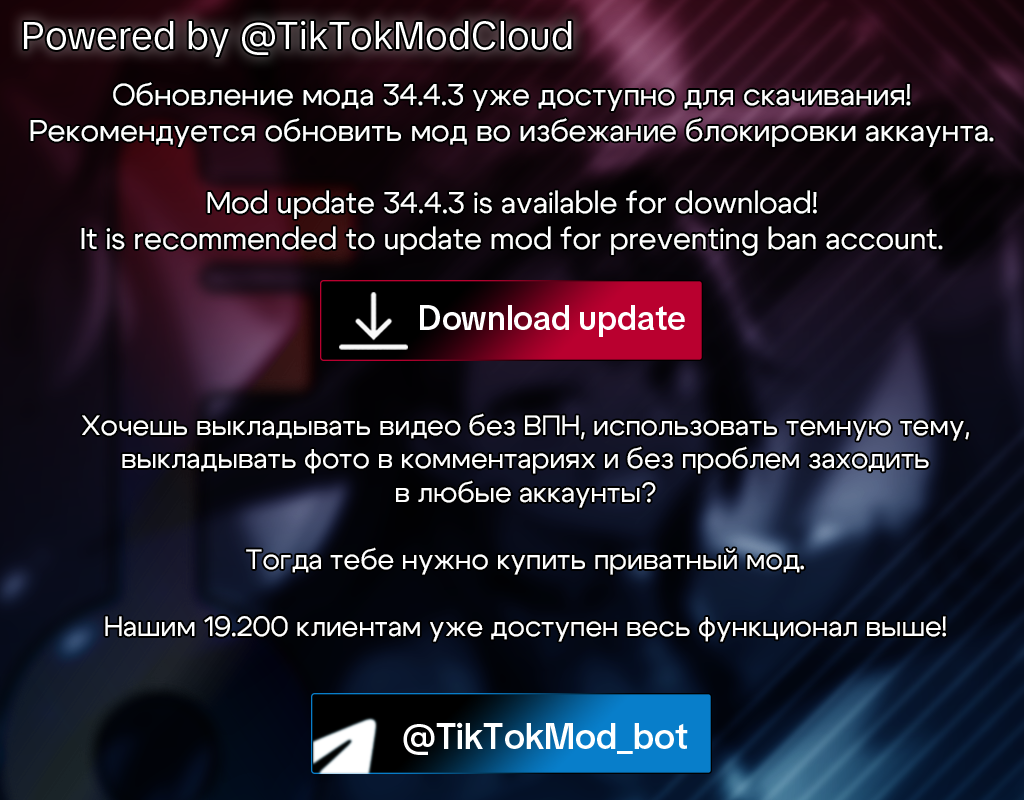 Powered by @TikTokModCloud
Обновление мода 34.4.3 уже доступно для скачивания!
Рекомендуется обновить мод во избежание блокировки аккаунта.
Mod update 34.4.3 is available for download!
It is recommended to update mod for preventing ban account.
Download update
Хочешь выкладывать видео без ВПН, использовать темную тему,
выкладывать фото в комментариях и без проблем заходить
в любые аккаунты?
Тогда тебе нужно купить приватный мод.
Нашим 19.200 клиентам уже доступен весь функционал выше!
@TikTokMod_bot